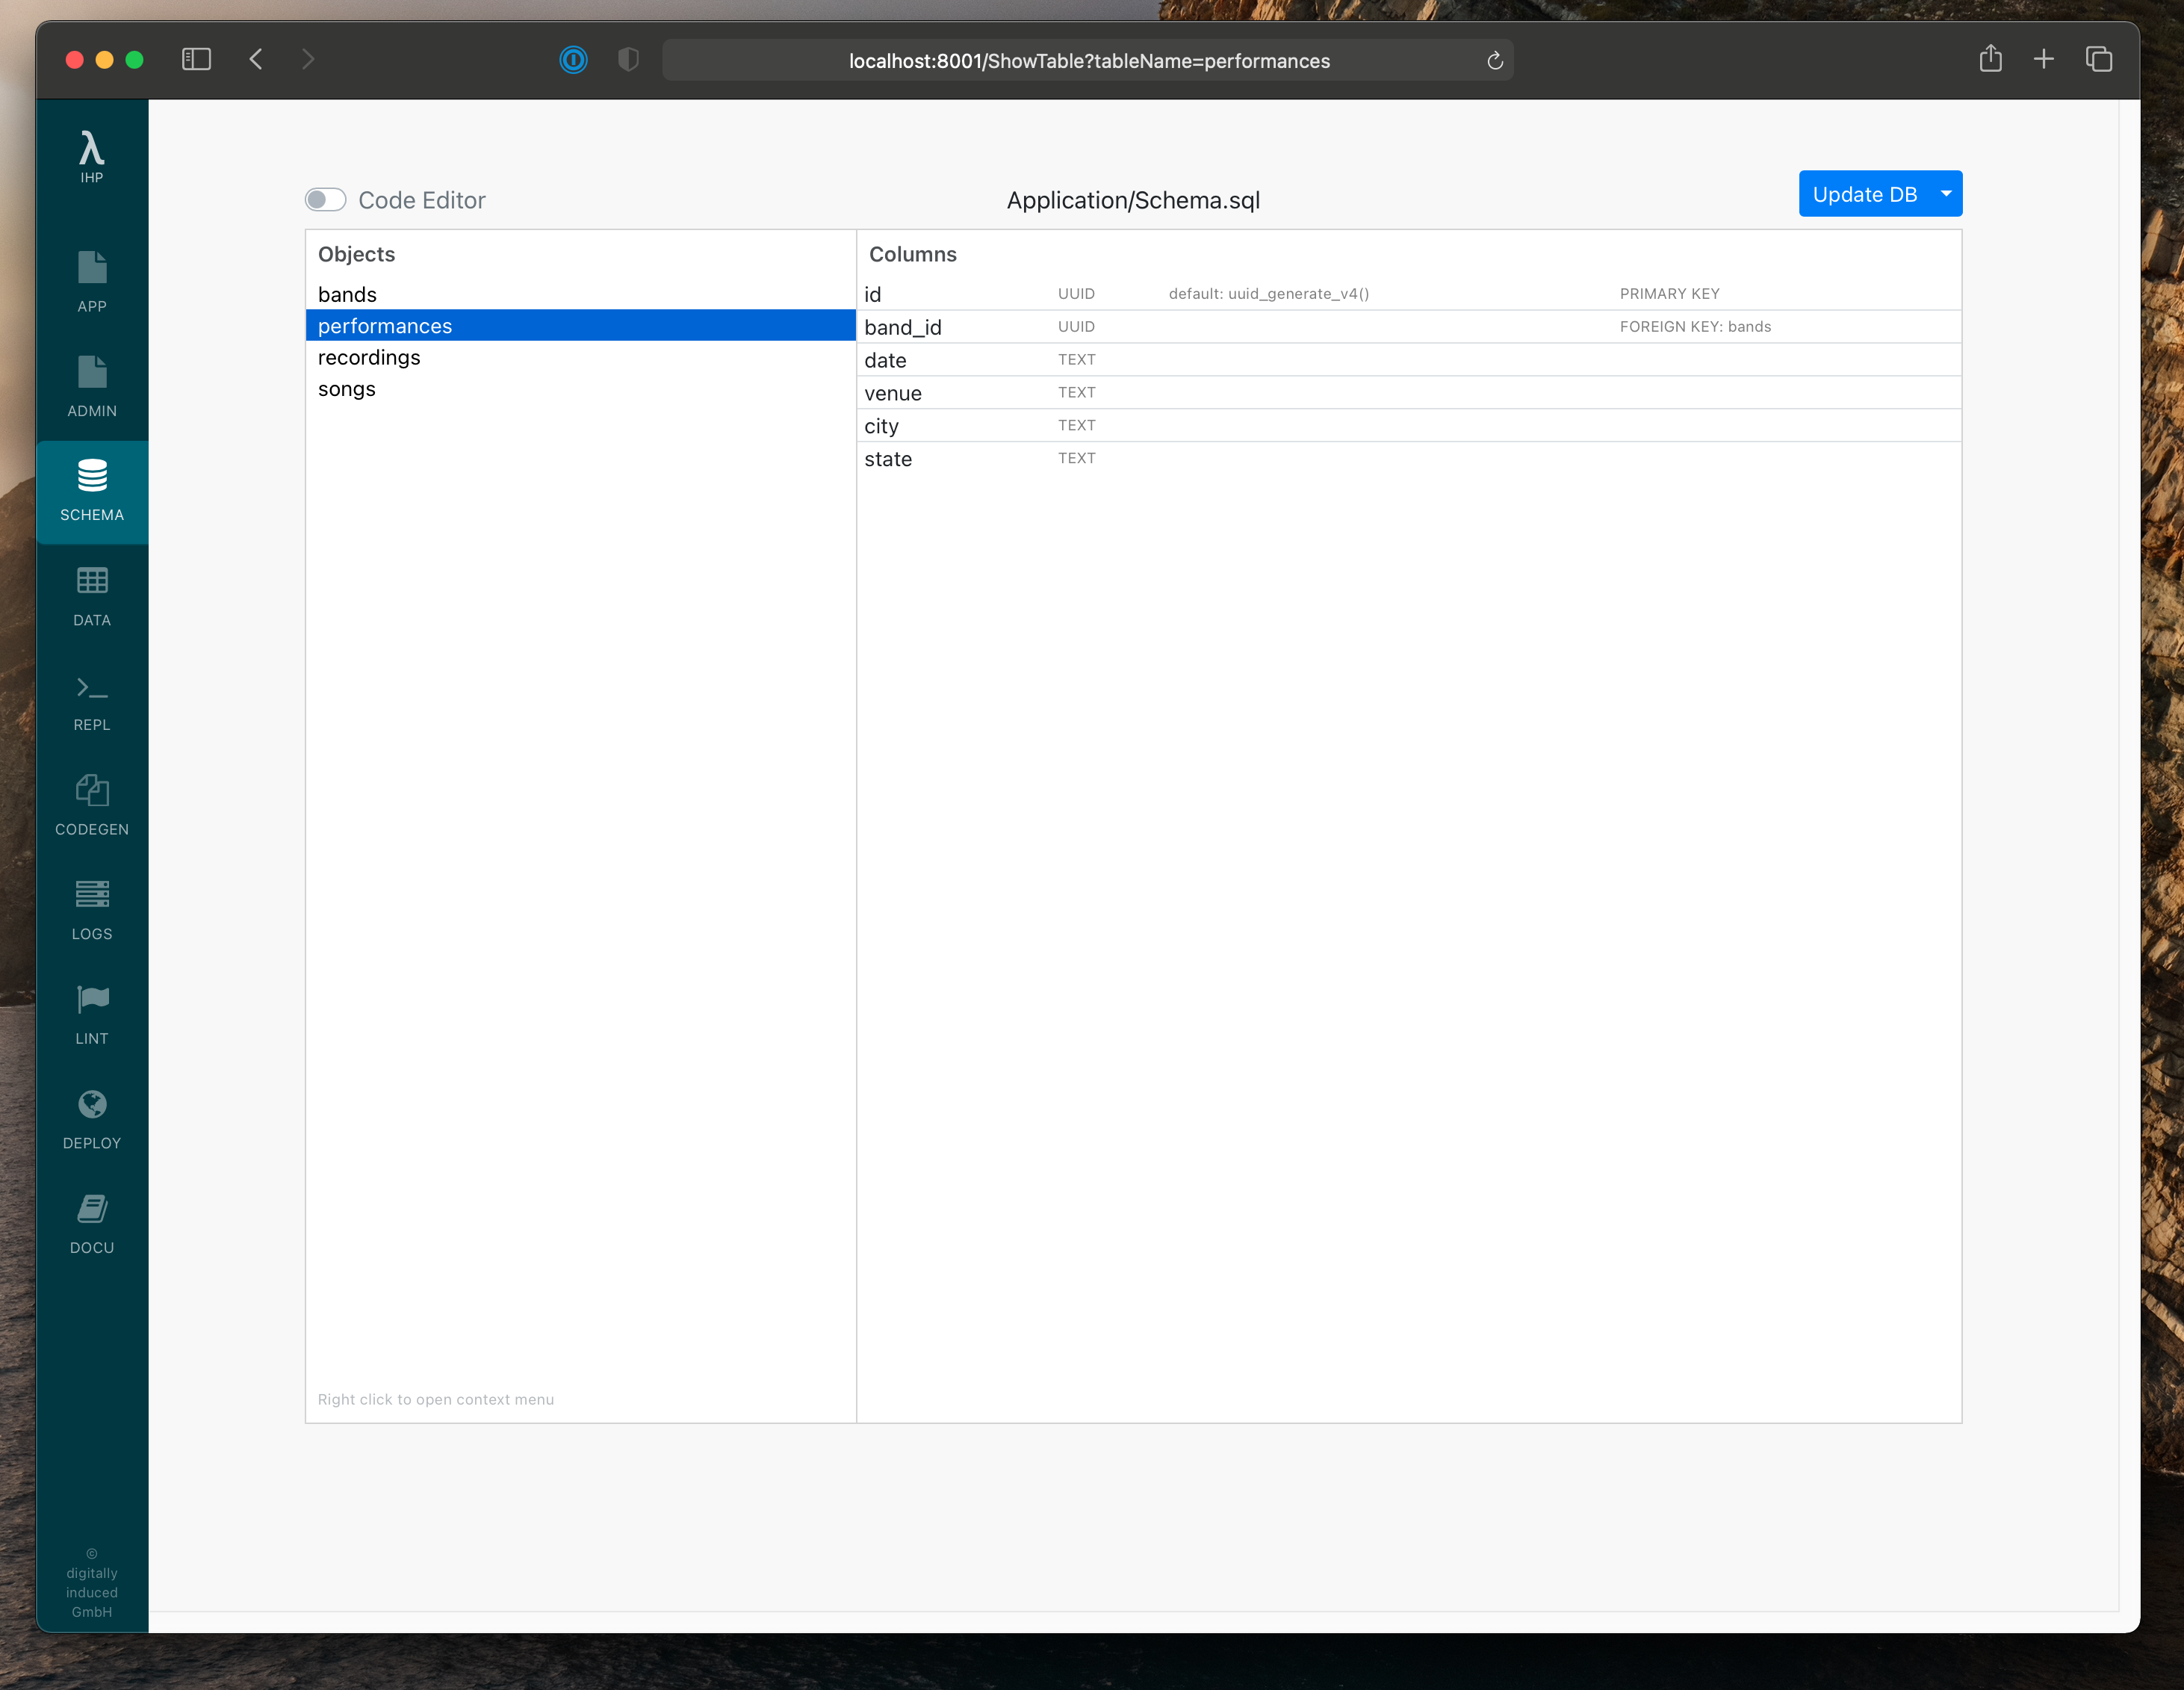 localhost:8001/ShowTable?tableName=performances
λ
IHP
APP
ADMIN
SCHEMA
DATA
REPL
CODEGEN
LOGS
LINT
DEPLOY
DOCU
©
digitally
induced
GmbH
Code Editor
Application/Schema.sql
Update DB
Objects
bands
performances
recordings
songs
Right click to open context menu
Columns
id UUID default: uuid_generate_v4() PRIMARY KEY
band_id UUID FOREIGN KEY: bands
date TEXT
venue TEXT
city TEXT
state TEXT